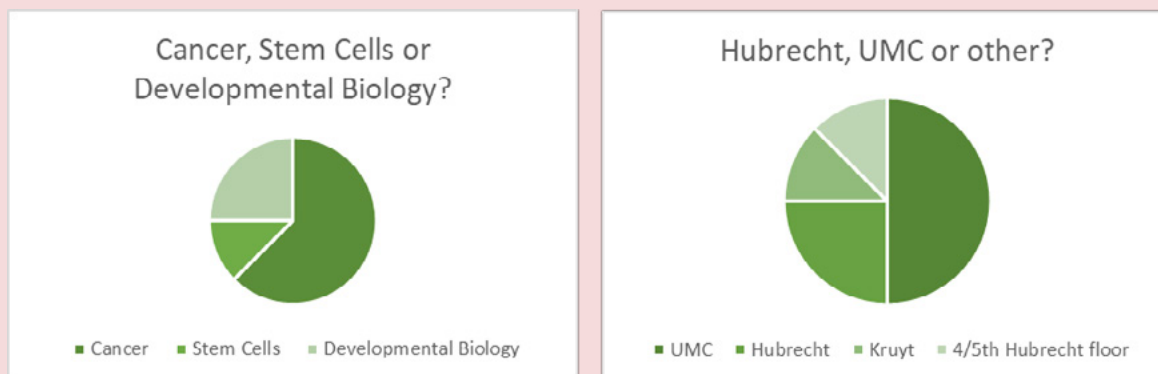 Cancer, Stem Cells or
Developmental Biology?
Cancer Stem Cells Developmental Biology
Hubrecht, UMC or other?
UMC Hubrecht Kruyt 4/5th Hubrecht floor